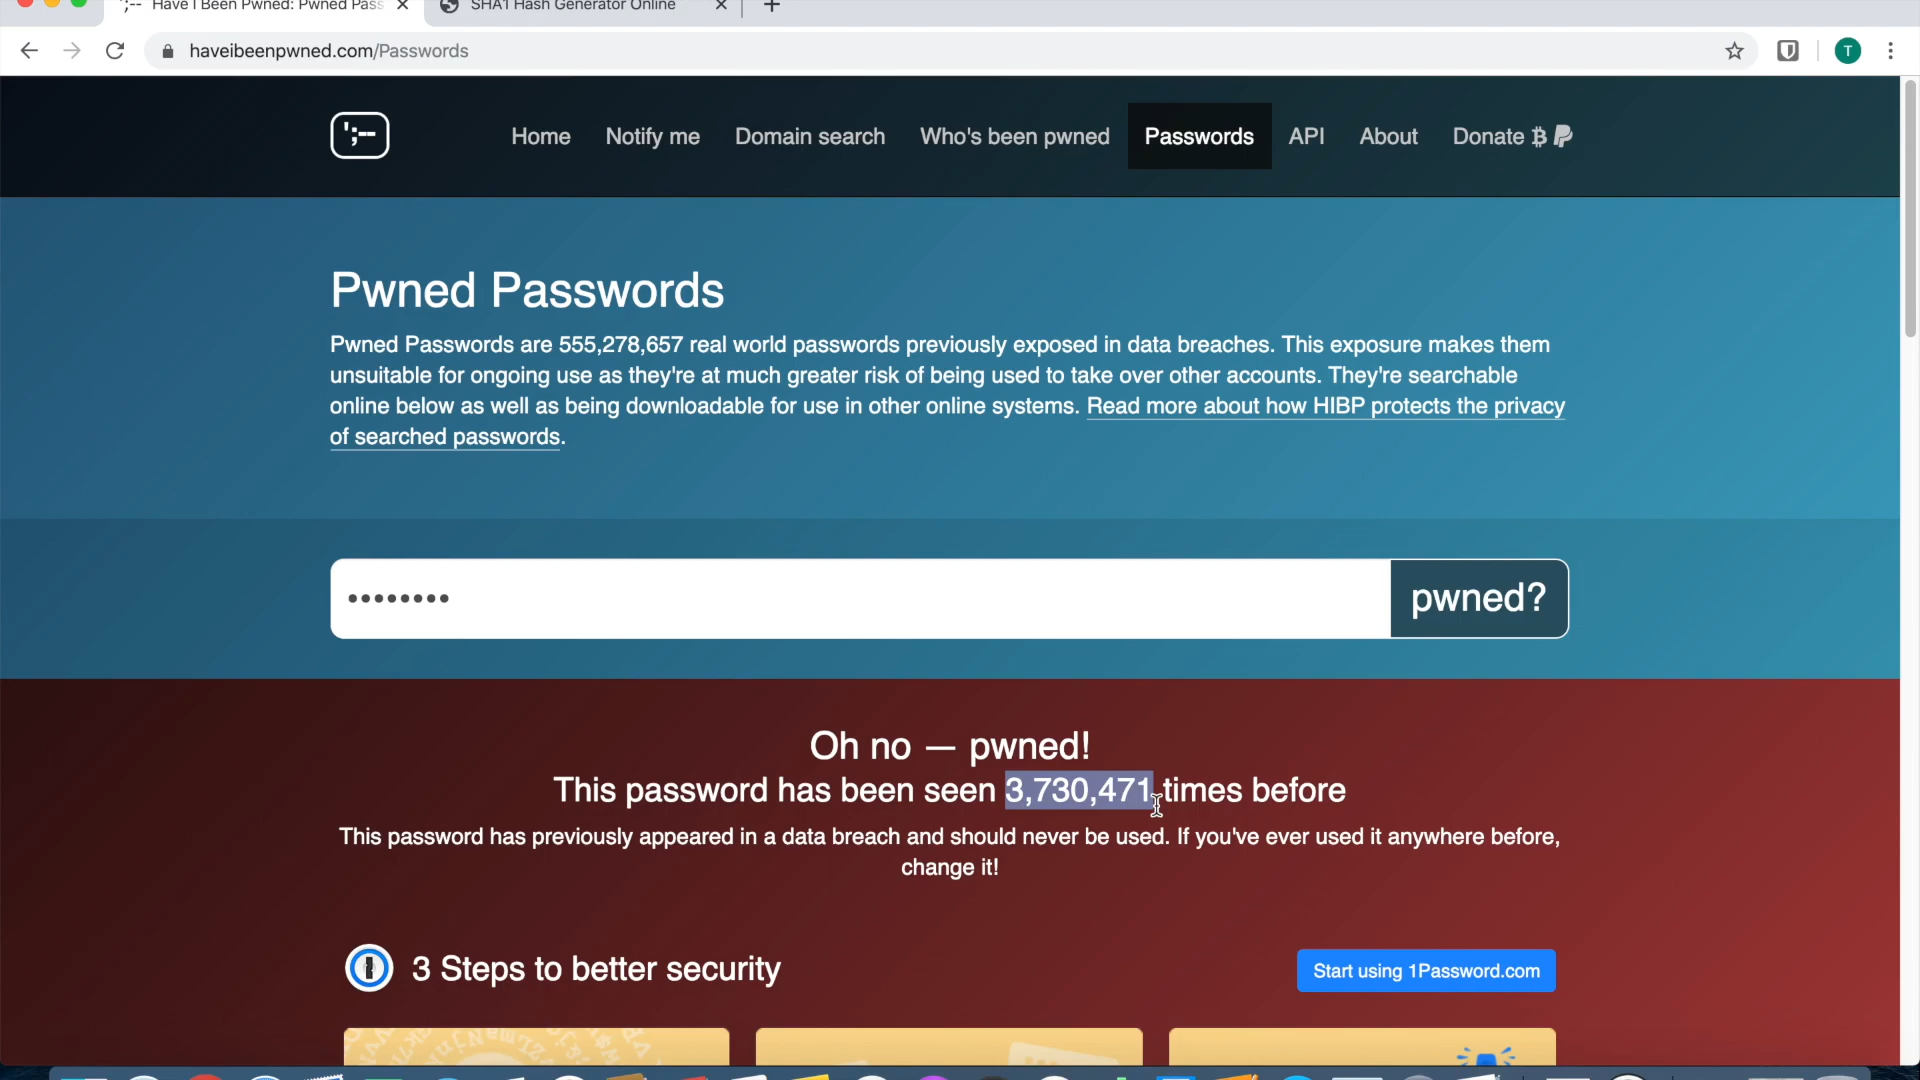 ';-- Have I Been Pwned: Pwned Pass
SHA1 Hash Generator Online
haveibeenpwned.com/Passwords
T
';--
Home Notify me Domain search Who's been pwned Passwords API About Donate
Pwned Passwords
Pwned Passwords are 555,278,657 real world passwords previously exposed in data breaches. This exposure makes them
unsuitable for ongoing use as they're at much greater risk of being used to take over other accounts. They're searchable
online below as well as being downloadable for use in other online systems. Read more about how HIBP protects the privacy
of searched passwords.
•••••••• pwned?
Oh no — pwned!
This password has been seen 3,730,471 times before
This password has previously appeared in a data breach and should never be used. If you've ever used it anywhere before,
change it!
3 Steps to better security Start using 1Password.com